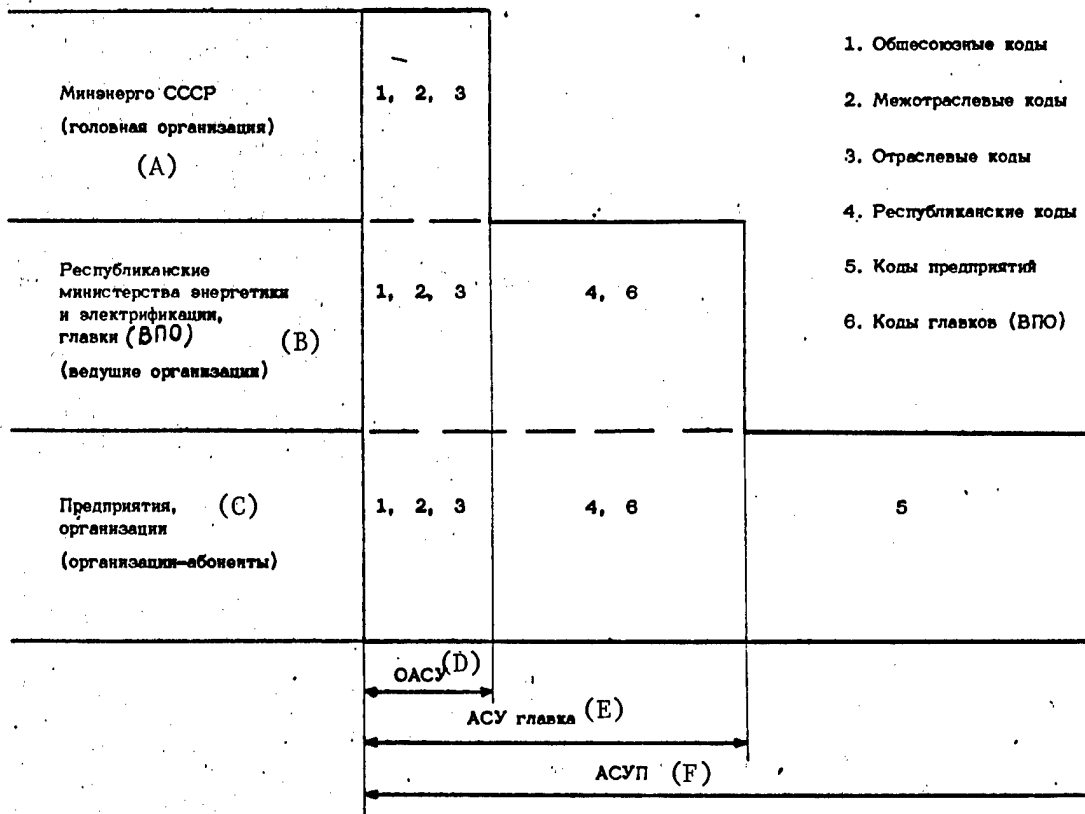 Минэнерго СССР
(головная организация)
(A)
1, 2, 3
Республиканские
министерства энергетики
и электрификации,
главки (ВПО)
(B)
(ведущие организации)
1, 2, 3
4, 6
Предприятия, (C)
организации
(организации-абоненты)
1, 2, 3
4, 6
5
ОАСУ (D)
АСУ главка (E)
АСУП (F)
1. Общесоюзные коды
2. Межотраслевые коды
3. Отраслевые коды
4. Республиканские коды
5. Коды предприятий
6. Коды главков (ВПО)